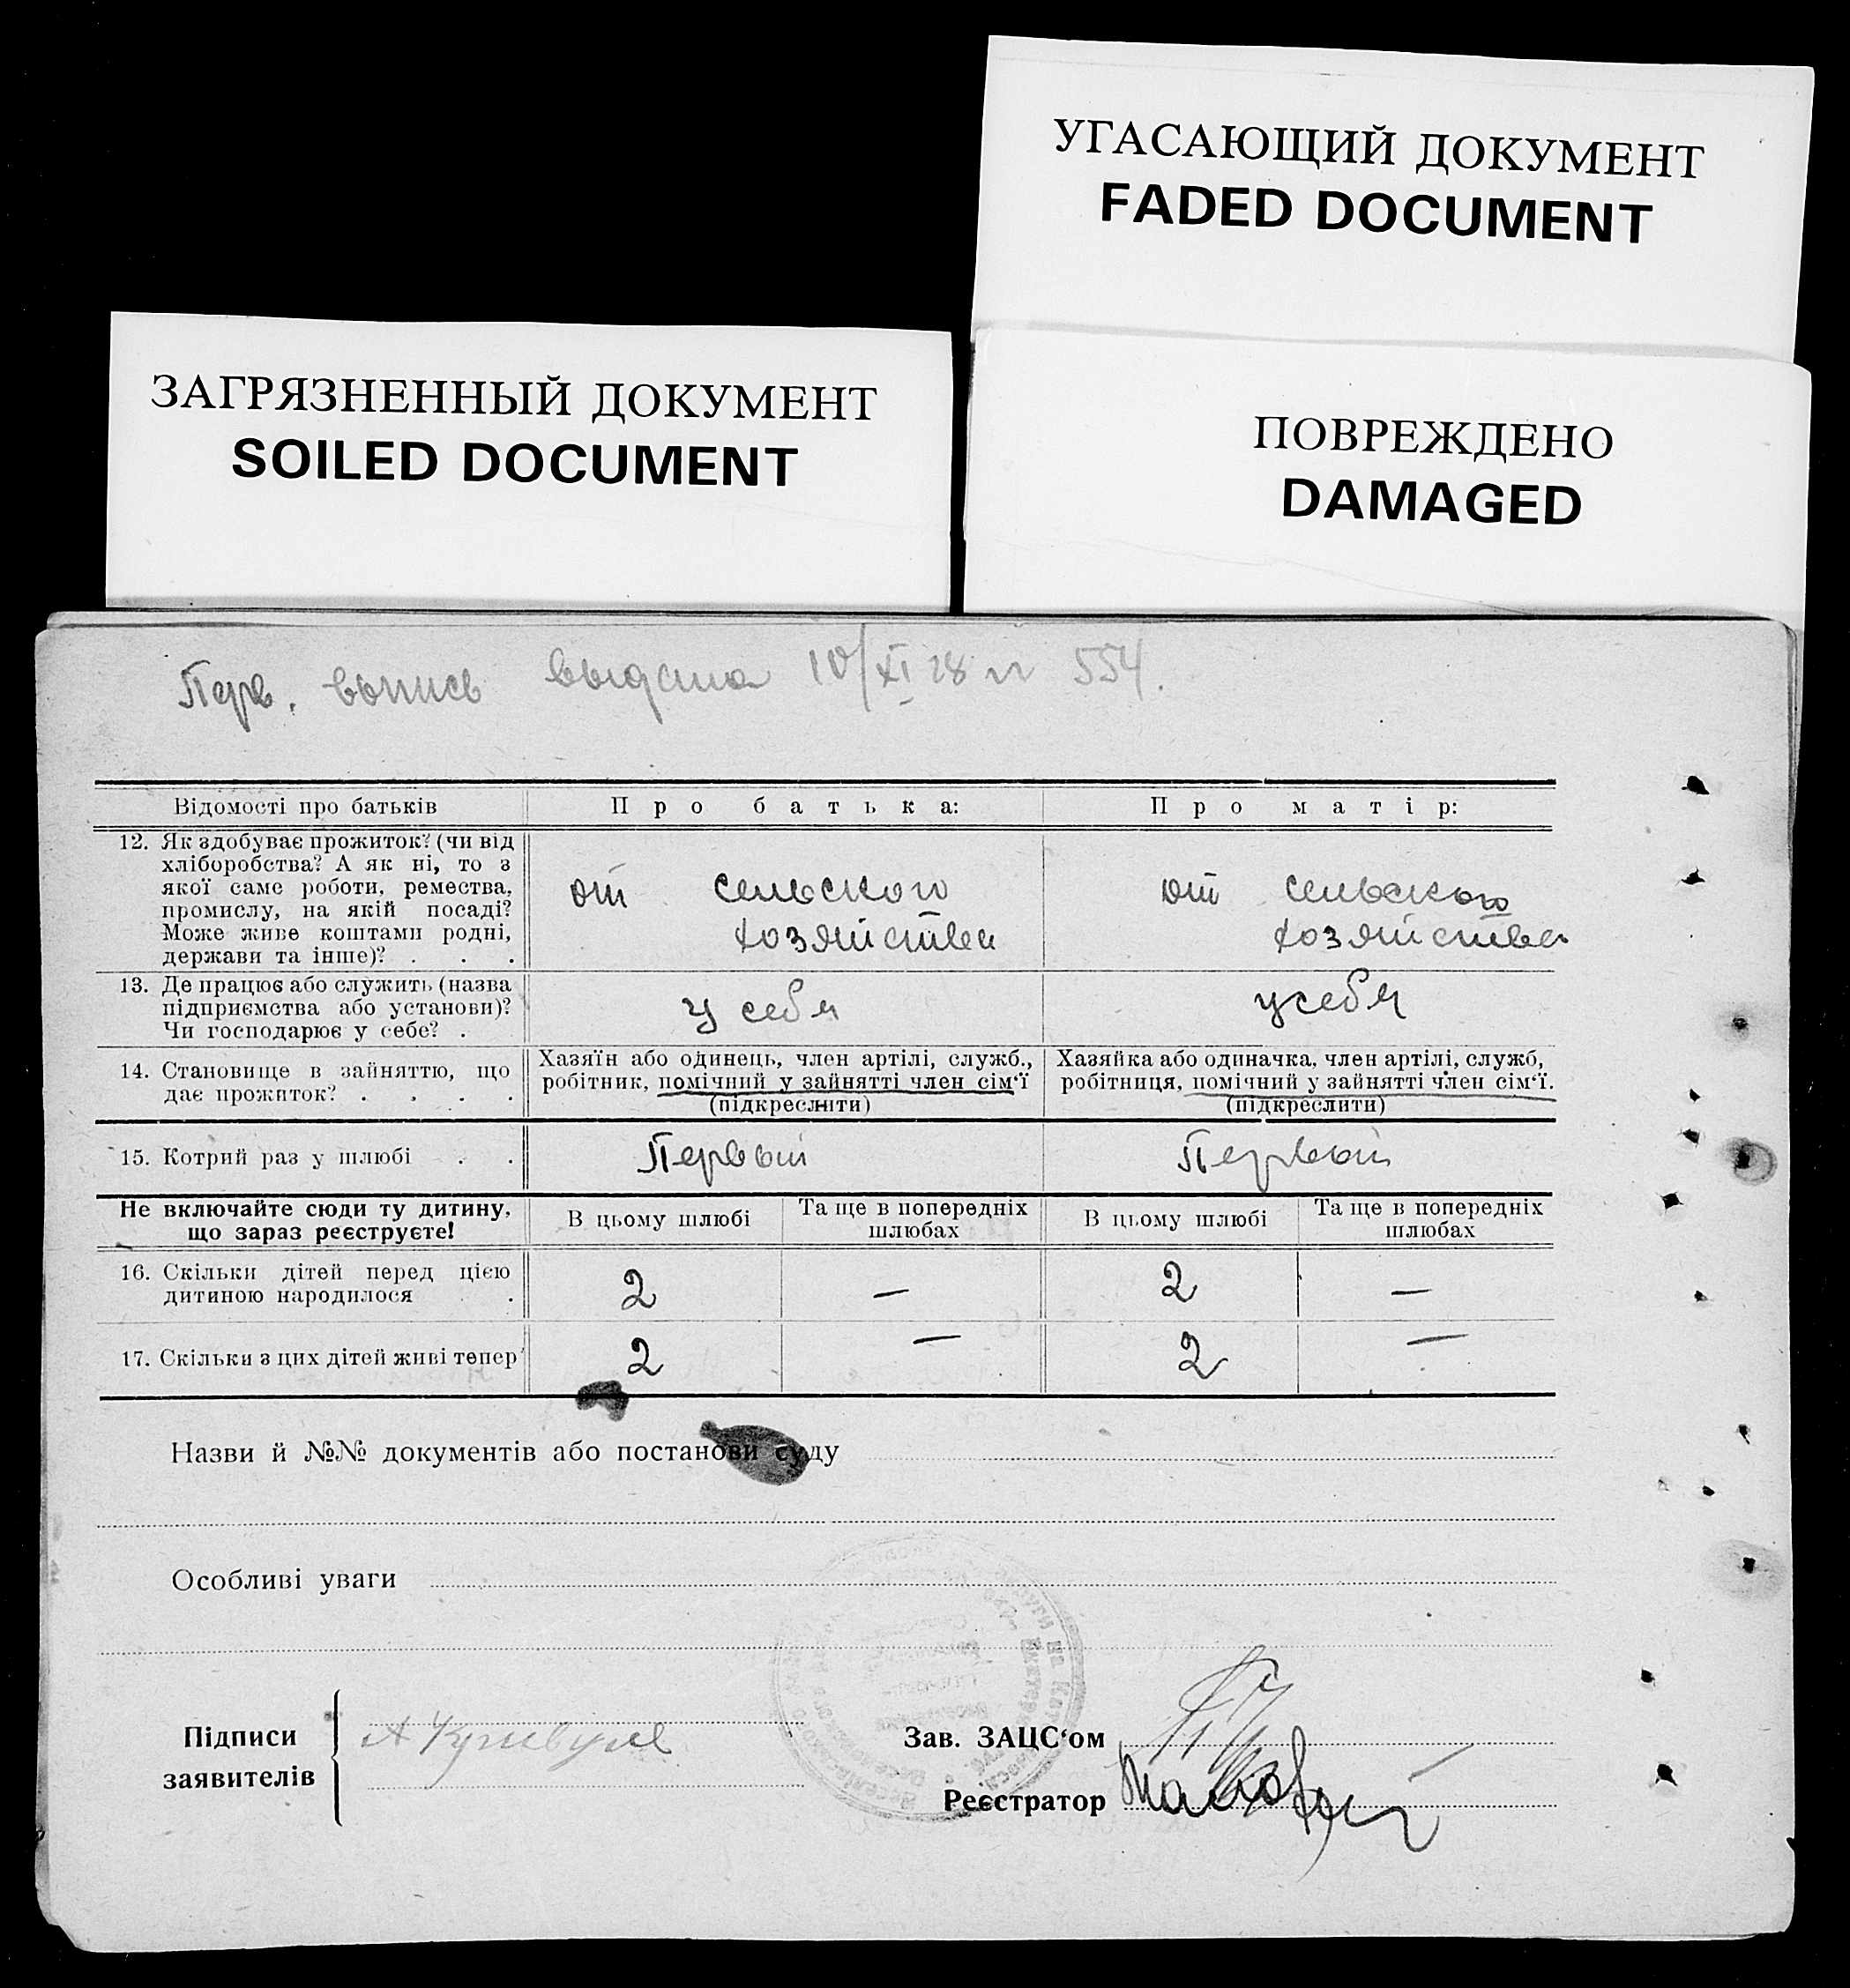 УГАСАЮЩИЙ ДОКУМЕНТ
FADED DOCUMENT
ЗАГРЯЗНЕННЫЙ ДОКУМЕНТ
SOILED DOCUMENT
ПОВРЕЖДЕНО
DAMAGED
Перв. выпись выдана 10/XI 28 г 554.
Відомості про батьків
Про батька:
Про матір:
12. Як здобуває прожиток? (чи від
хліборобства? А як ні, то з
якої саме роботи, ремества,
промислу, на якій посаді?
Може живе коштами родні,
держави та інше)? . . .
от сельского
хозяйства
от сельского
хозяйства
13. Де працює або служить (назва
підприємства або установи)?
Чи господарює у себе? .
у себя
у себя
14. Становище в зайняттю, що
дає прожиток? . . . .
Хазяїн або одинець, член артілі, служб.,
робітник, помічний у зайнятті член сім‘ї
(підкреслити)
Хазяйка або одиначка, член артілі, служб,
робітниця, помічний у зайнятті член сім‘ї.
(підкреслити)
15. Котрий раз у шлюбі . .
Первый
Первый
Не включайте сюди ту дитину,
що зараз реєструєте!
В цьому шлюбі
Та ще в попередніх
шлюбах
В цьому шлюбі
Та ще в попередніх
шлюбах
16. Скільки дітей перед цією
дитиною народилося .
2
—
2
—
17. Скільки з цих дітей живі тепер
2
—
2
—
Назви й №№ документів або постанови суду
Особливі уваги
Підписи
заявителів
Зав. ЗАЦС‘ом
Реєстратор